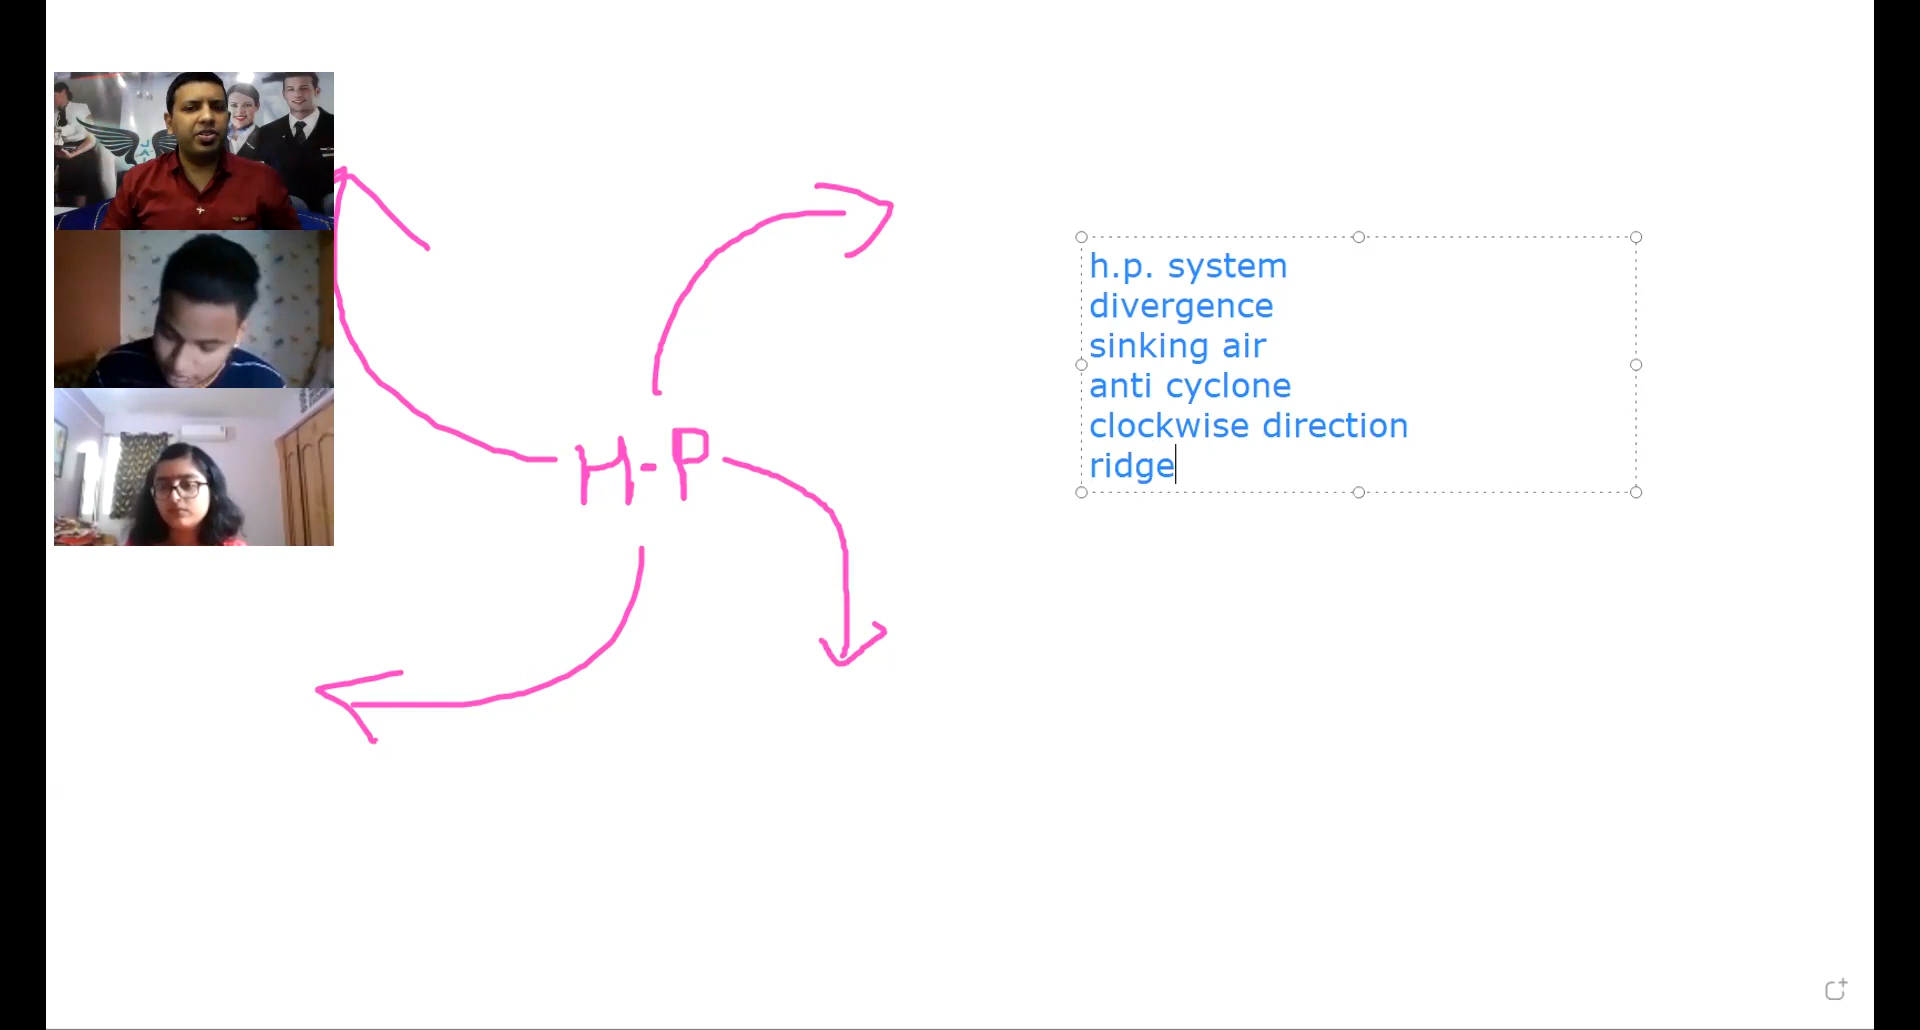 H-P
h.p. system
divergence
sinking air
anti cyclone
clockwise direction
ridge